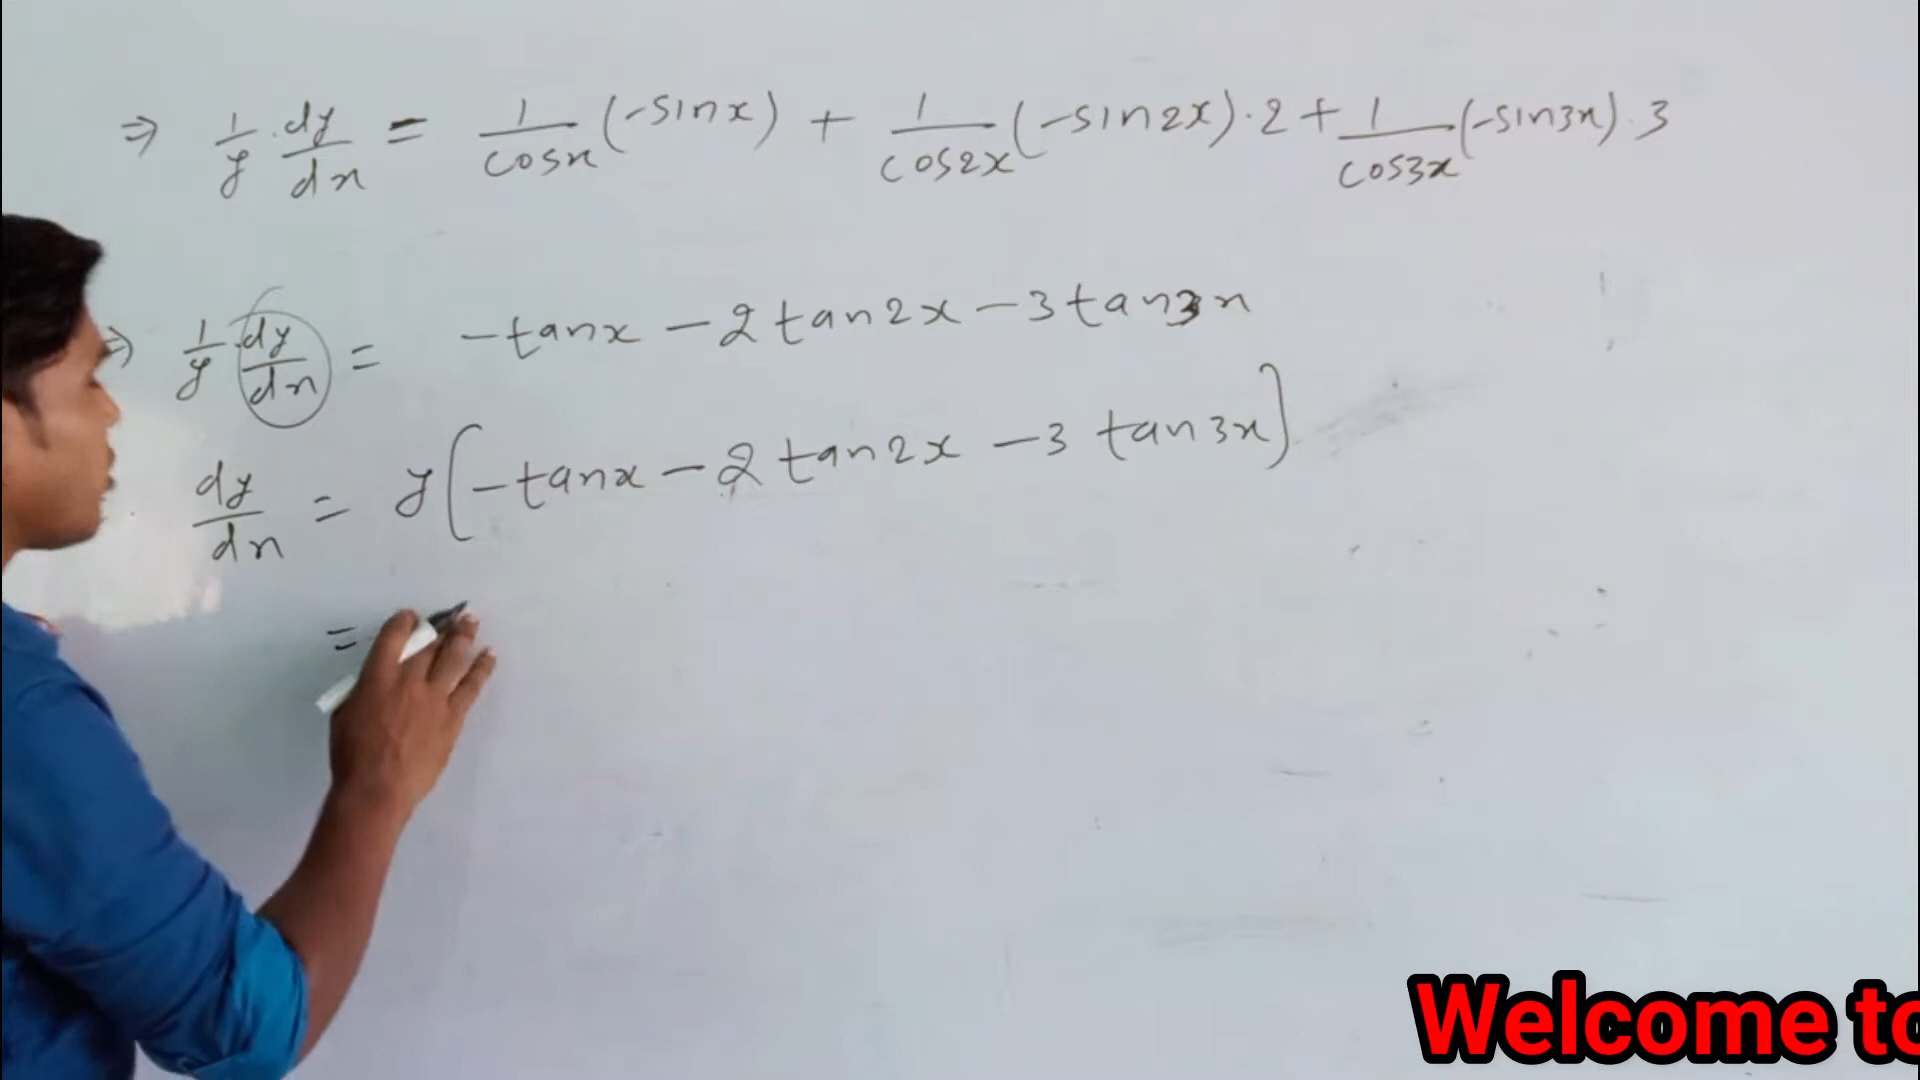 ⇒ 1/y · dy/dx = 1/cosx (-sinx) + 1/cos2x (-sin2x)·2 + 1/cos3x (-sin3x)·3
⇒ 1/y · dy/dx = -tanx - 2tan2x - 3tan3x
dy/dx = y[-tanx - 2tan2x - 3tan3x]
=
Welcome to